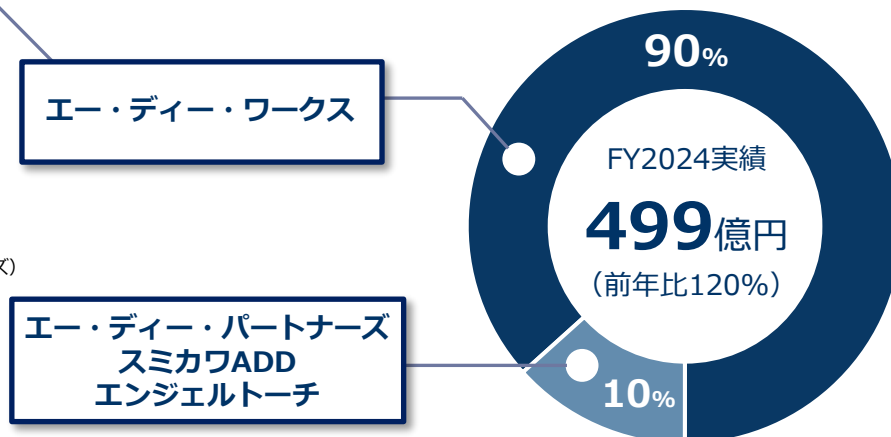 90%
エー・ディー・ワークス
FY2024実績
499億円
（前年比120%）
ズ）
エー・ディー・パートナーズ
スミカワADD
エンジェルトーチ
10%